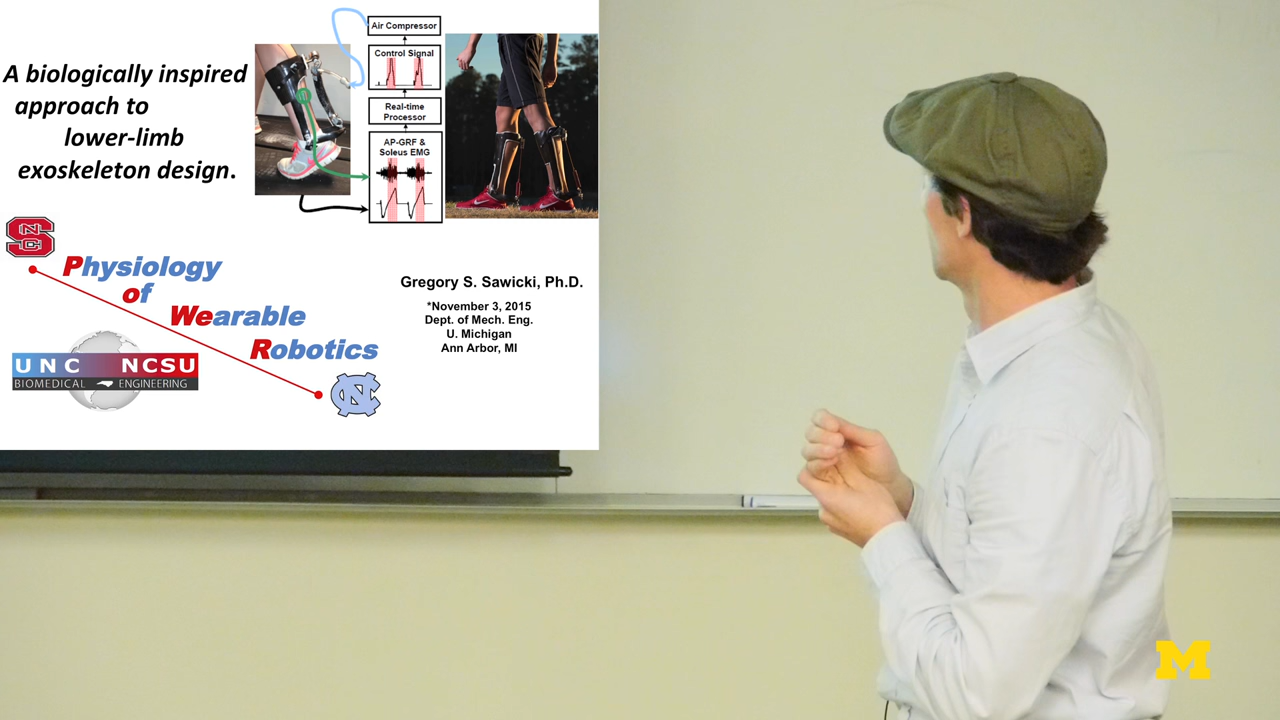 A biologically inspired
approach to
lower-limb
exoskeleton design.
Air Compressor
Control Signal
Real-time
Processor
AP-GRF &
Soleus EMG
NCS
Physiology
of
Wearable
Robotics
UNC NCSU
BIOMEDICAL ENGINEERING
NC
Gregory S. Sawicki, Ph.D.
*November 3, 2015
Dept. of Mech. Eng.
U. Michigan
Ann Arbor, MI
M